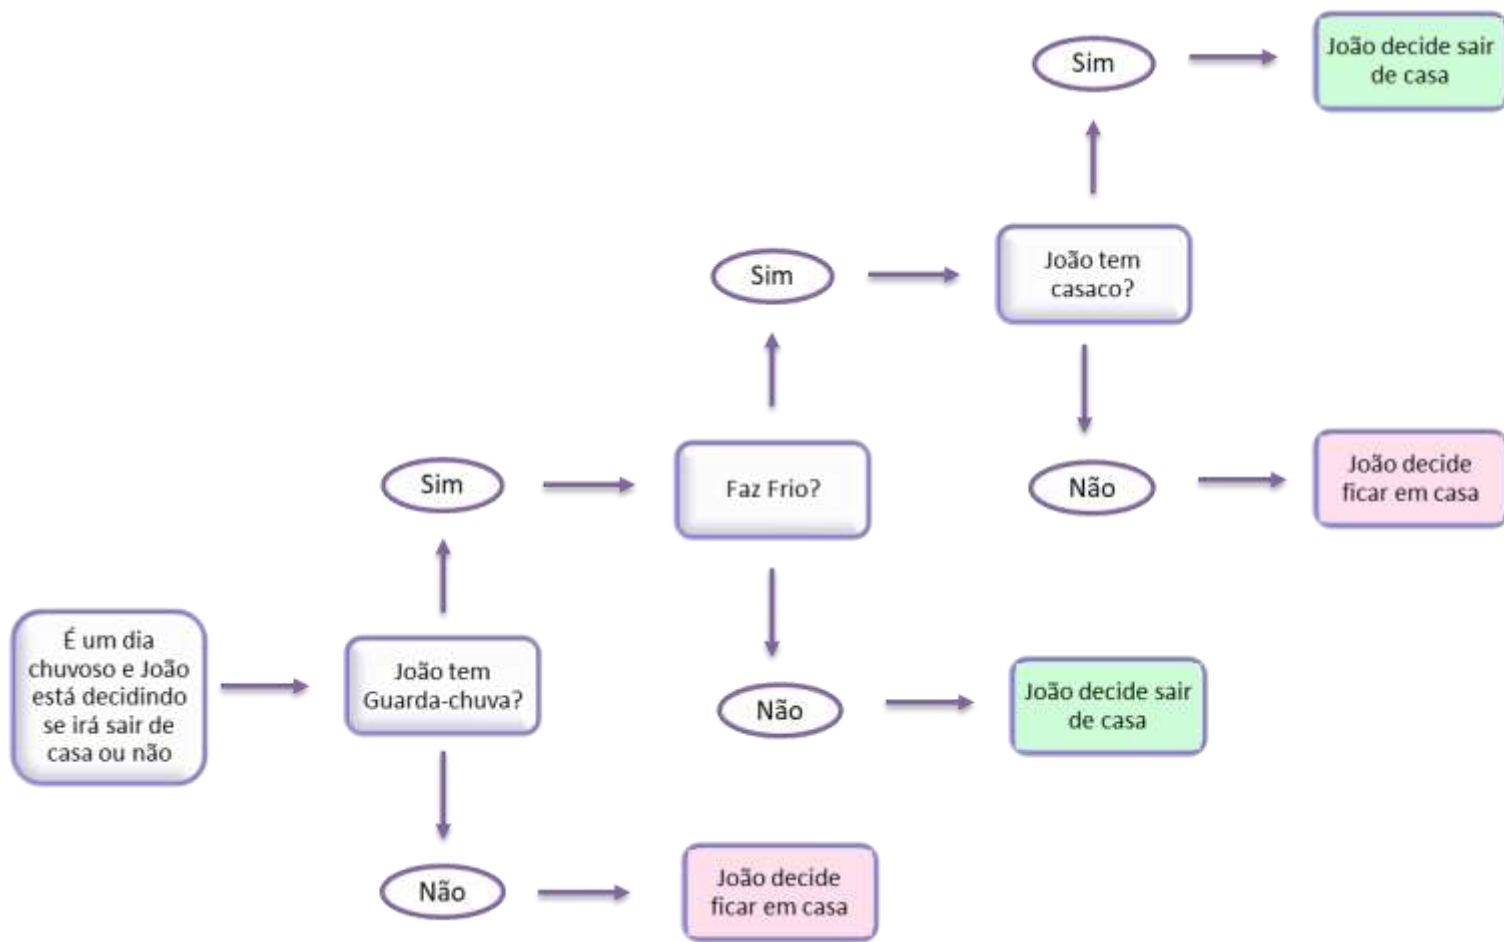 É um dia
chuvoso e João
está decidindo
se irá sair de
casa ou não
João tem
Guarda-chuva?
Sim
Não
João decide
ficar em casa
Faz Frio?
Sim
Não
João decide sair
de casa
João tem
casaco?
Sim
João decide sair
de casa
Não
João decide
ficar em casa